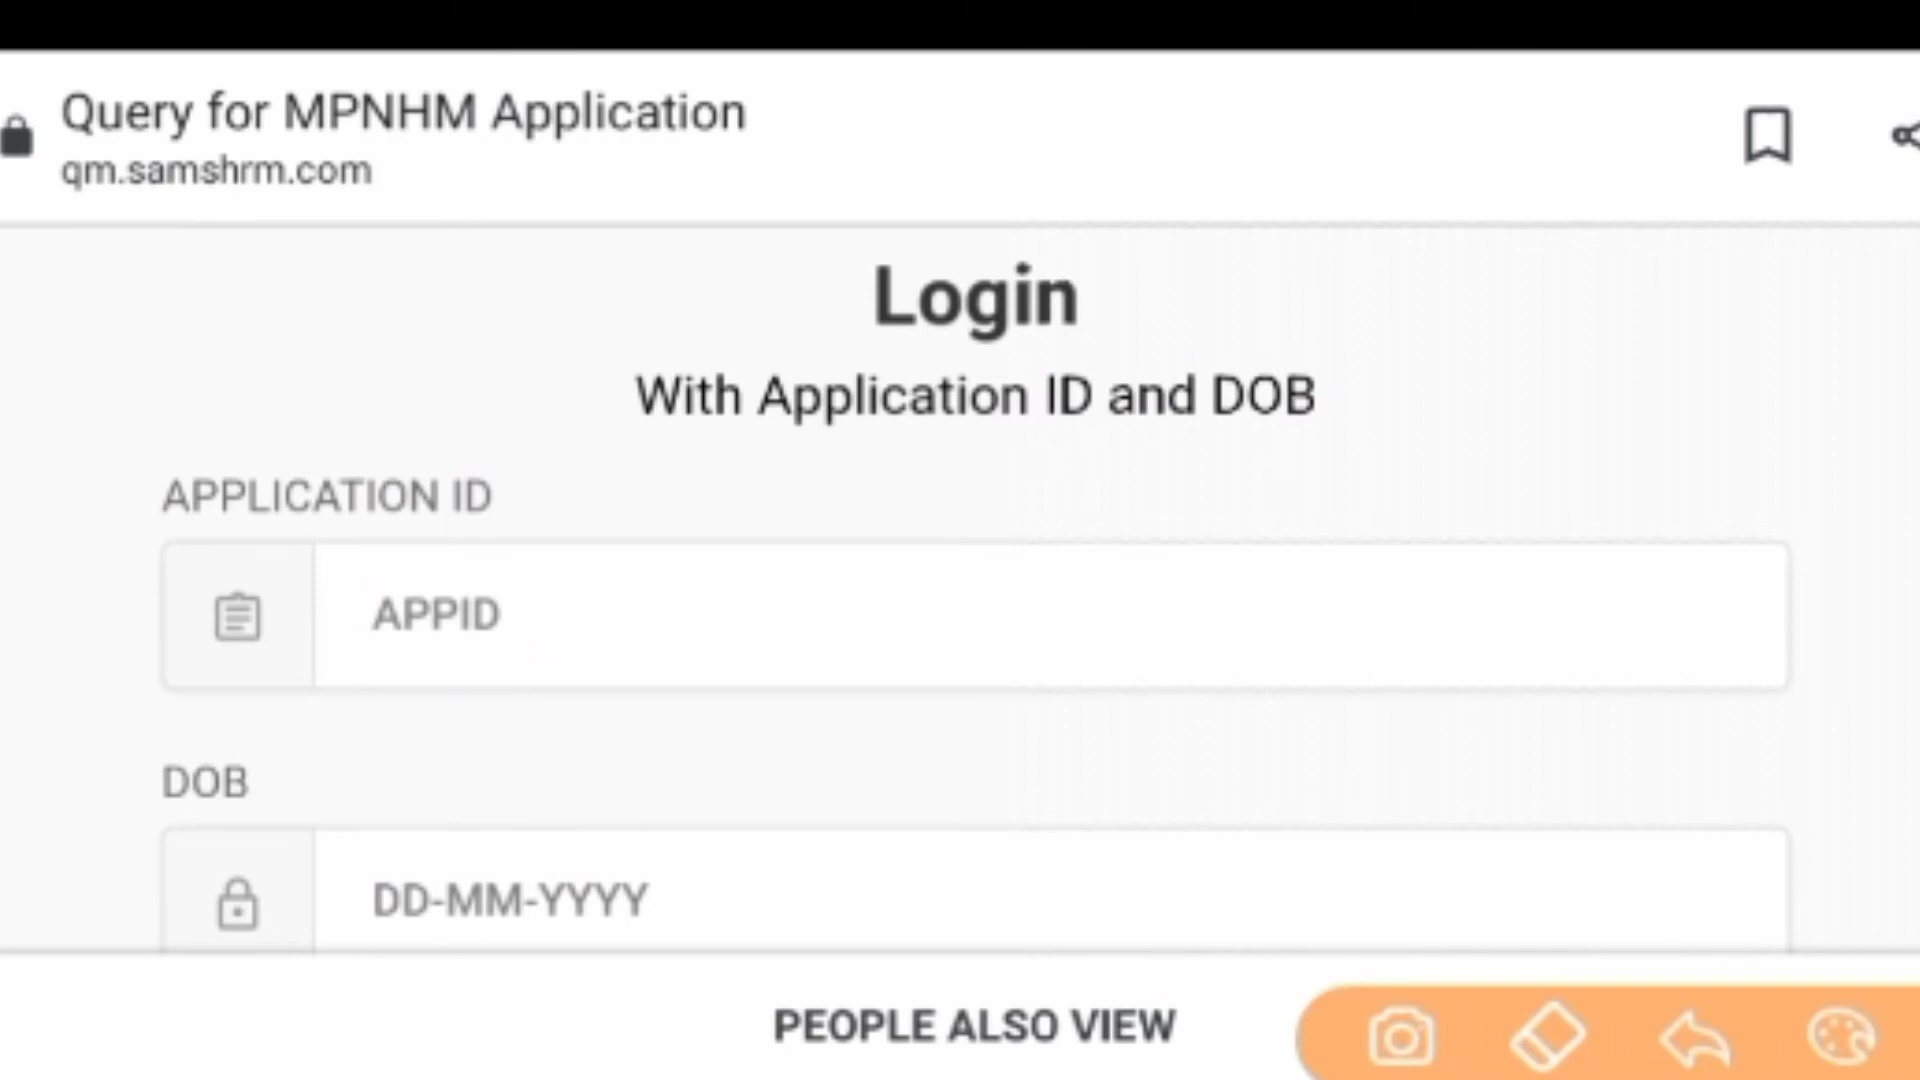 Query for MPNHM Application
qm.samshrm.com
Login
With Application ID and DOB
APPLICATION ID
APPID
DOB
DD-MM-YYYY
PEOPLE ALSO VIEW